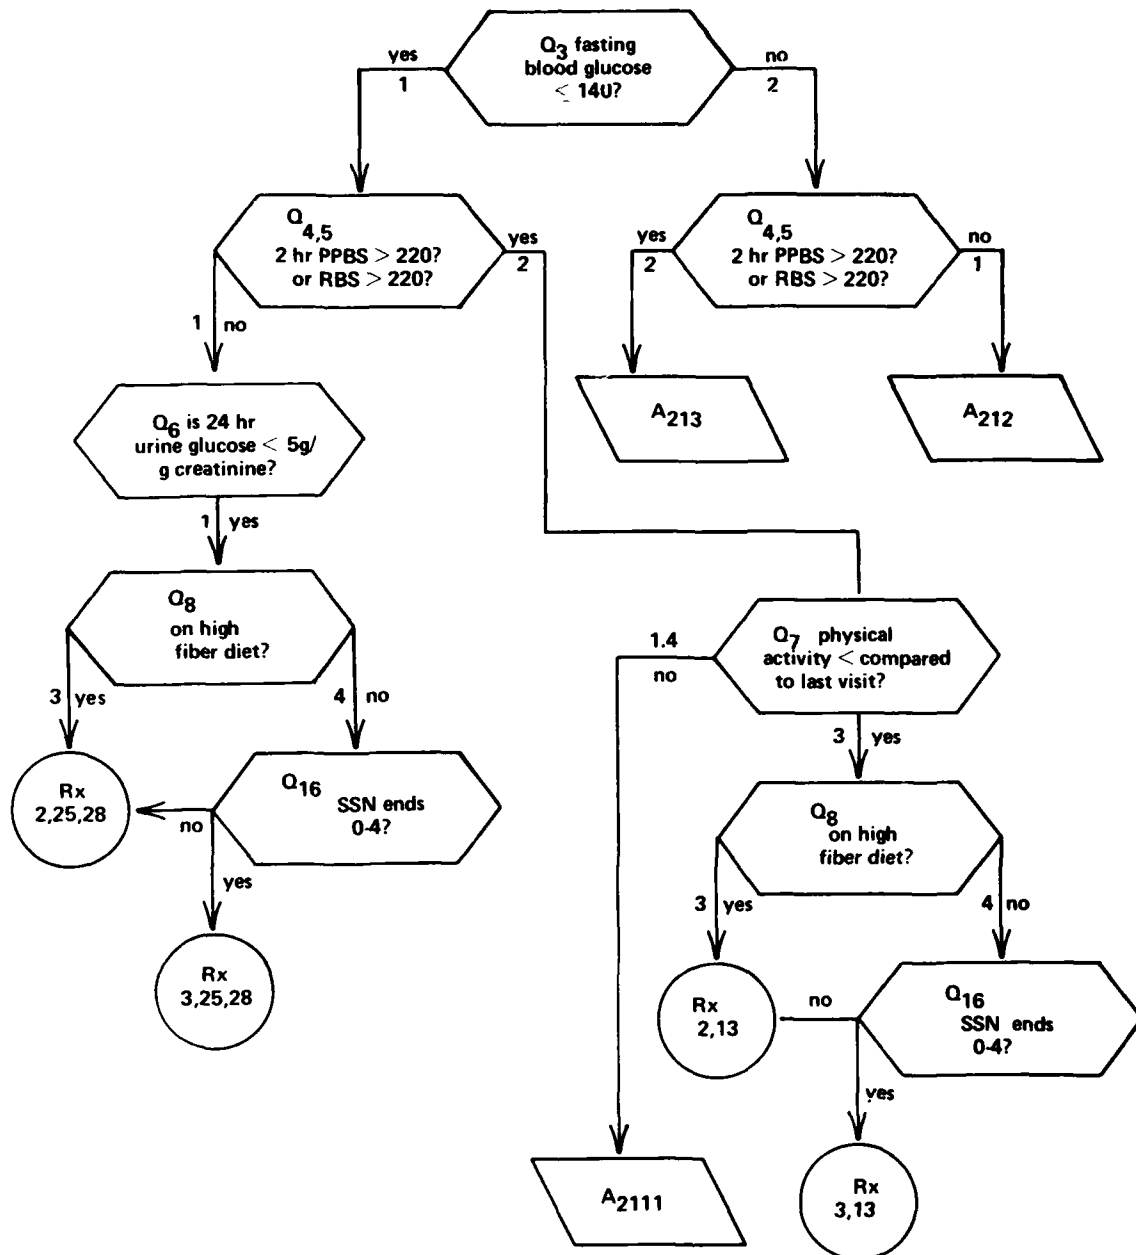 Q3 fasting
blood glucose
< 140?
yes
1
no
2
Q4,5
2 hr PPBS > 220?
or RBS > 220?
yes
2
Q4,5
2 hr PPBS > 220?
or RBS > 220?
yes
2
no
1
1 no
A213
A212
Q6 is 24 hr
urine glucose < 5g/
g creatinine?
1 yes
Q8
on high
fiber diet?
3 yes
4 no
Q7 physical
activity < compared
to last visit?
1.4
no
3 yes
Rx
2,25,28
Q16
SSN ends
0-4?
no
yes
Rx
3,25,28
Q8
on high
fiber diet?
3 yes
4 no
Rx
2,13
no
Q16
SSN ends
0-4?
yes
A2111
Rx
3,13